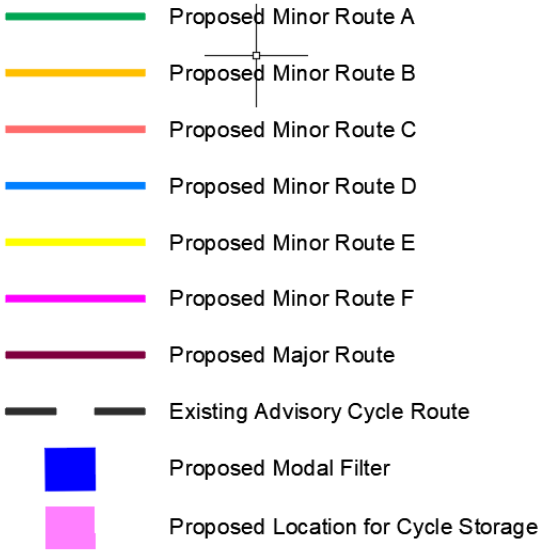 Proposed Minor Route A
Proposed Minor Route B
Proposed Minor Route C
Proposed Minor Route D
Proposed Minor Route E
Proposed Minor Route F
Proposed Major Route
Existing Advisory Cycle Route
Proposed Modal Filter
Proposed Location for Cycle Storage